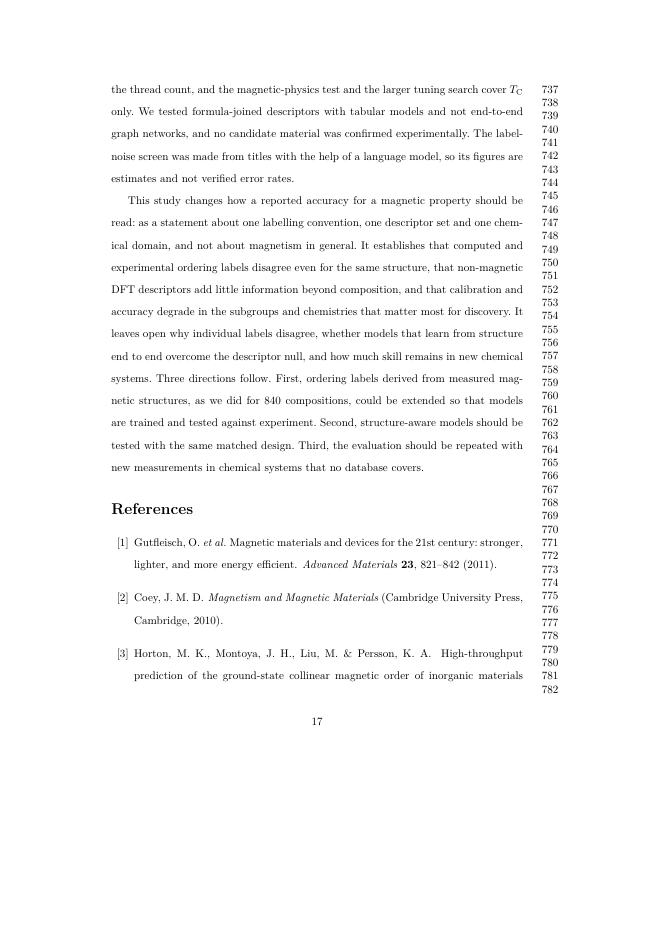 the thread count, and the magnetic-physics test and the larger tuning search cover T_C 737
738
only. We tested formula-joined descriptors with tabular models and not end-to-end 739
740
graph networks, and no candidate material was confirmed experimentally. The label- 741
noise screen was made from titles with the help of a language model, so its figures are 742
743
estimates and not verified error rates. 744
745
This study changes how a reported accuracy for a magnetic property should be 746
read: as a statement about one labelling convention, one descriptor set and one chem- 747
748
ical domain, and not about magnetism in general. It establishes that computed and 749
750
experimental ordering labels disagree even for the same structure, that non-magnetic 751
DFT descriptors add little information beyond composition, and that calibration and 752
753
accuracy degrade in the subgroups and chemistries that matter most for discovery. It 754
755
leaves open why individual labels disagree, whether models that learn from structure 756
end to end overcome the descriptor null, and how much skill remains in new chemical 757
758
systems. Three directions follow. First, ordering labels derived from measured mag- 759
760
netic structures, as we did for 840 compositions, could be extended so that models 761
are trained and tested against experiment. Second, structure-aware models should be 762
763
tested with the same matched design. Third, the evaluation should be repeated with 764
765
new measurements in chemical systems that no database covers. 766
767
References 768
769
770
[1] Gutfleisch, O. et al. Magnetic materials and devices for the 21st century: stronger, 771
772
lighter, and more energy efficient. Advanced Materials 23, 821–842 (2011). 773
774
[2] Coey, J. M. D. Magnetism and Magnetic Materials (Cambridge University Press, 775
776
Cambridge, 2010). 777
778
[3] Horton, M. K., Montoya, J. H., Liu, M. & Persson, K. A. High-throughput 779
780
prediction of the ground-state collinear magnetic order of inorganic materials 781
782
17